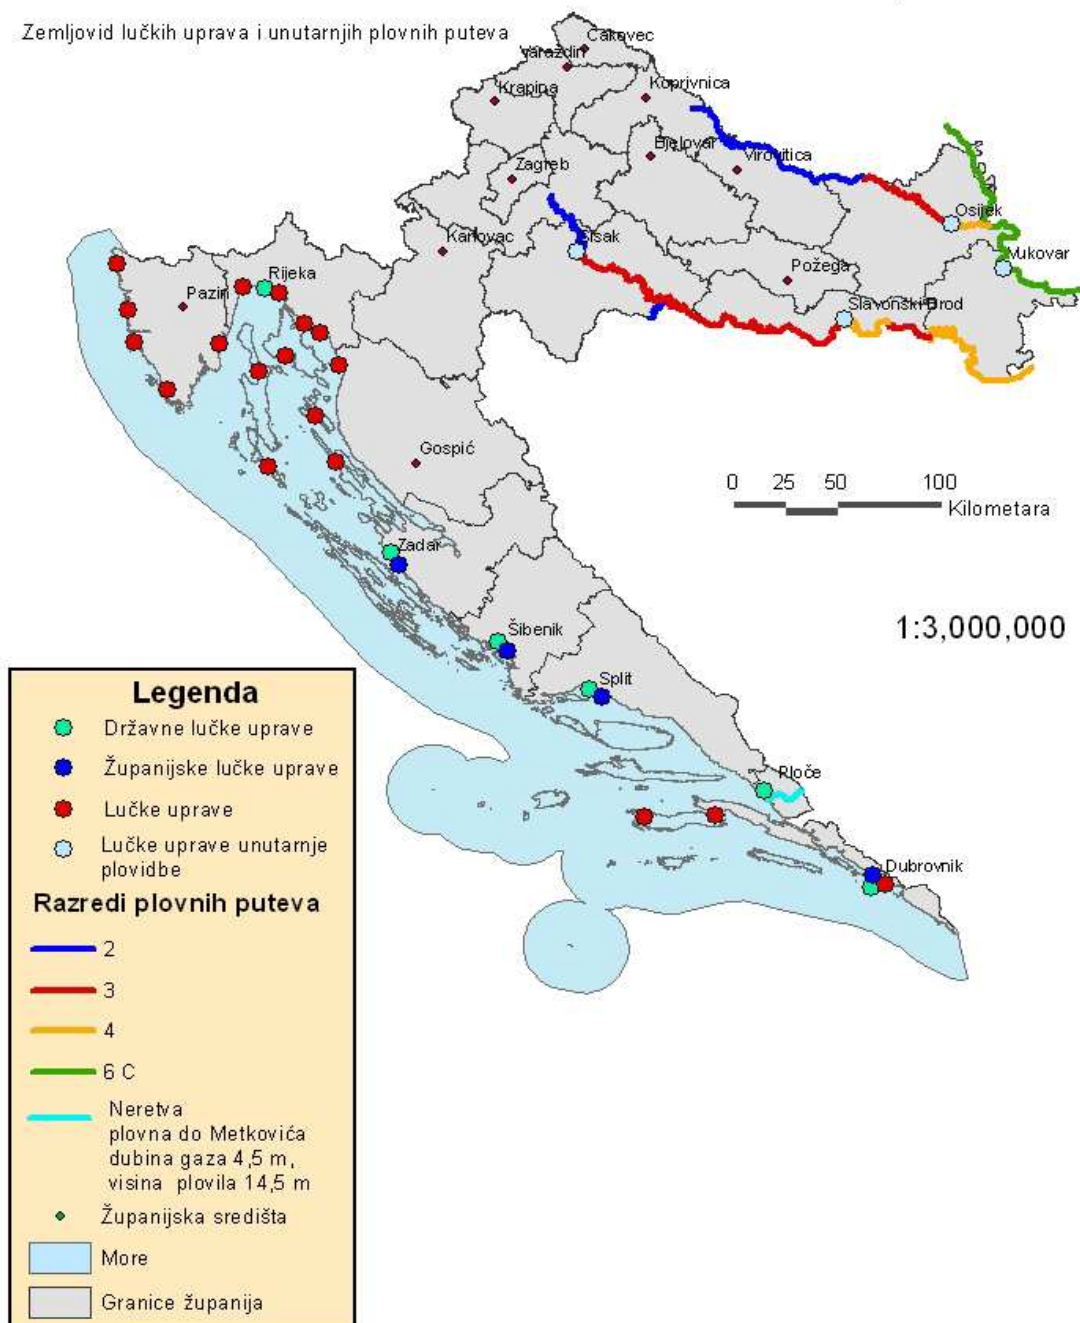 Zemljovid lučkih uprava i unutarnjih plovnih puteva
Čakovec
Varaždin
Krapina
Koprivnica
Bjelovar
Virovitica
Zagreb
Osijek
Karlovac
Sisak
Vukovar
Rijeka
Požega
Pazin
Slavonski Brod
Gospić
0 25 50 100
Kilometara
Zadar
1:3,000,000
Šibenik
Split
Ploče
Dubrovnik
Legenda
Državne lučke uprave
Županijske lučke uprave
Lučke uprave
Lučke uprave unutarnje
plovidbe
Razredi plovnih puteva
2
3
4
6 C
Neretva
plovna do Metkovića
dubina gaza 4,5 m,
visina plovila 14,5 m
Županijska središta
More
Granice županija